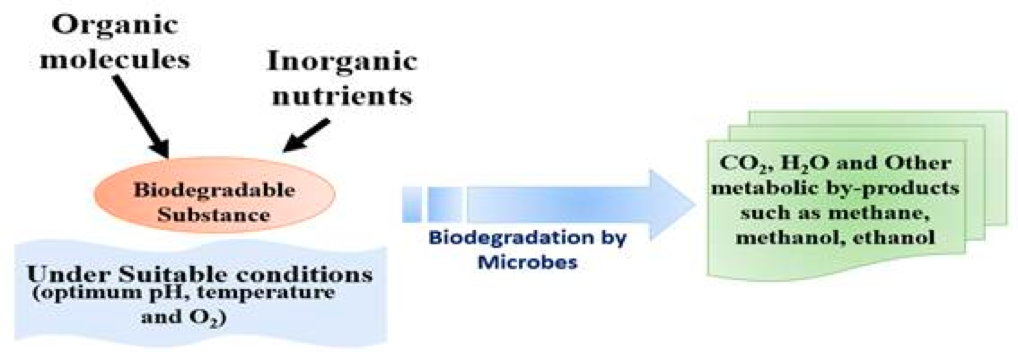 Organic
molecules
Inorganic
nutrients
Biodegradable
Substance
Under Suitable conditions
(optimum pH, temperature
and O₂)
Biodegradation by
Microbes
CO₂, H₂O and Other
metabolic by-products
such as methane,
methanol, ethanol